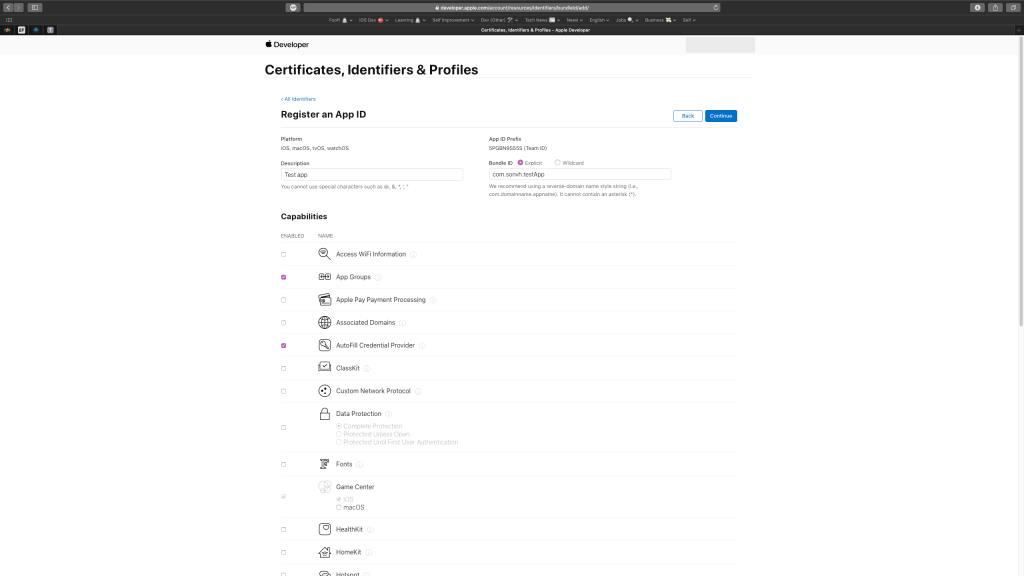 developer.apple.com/account/resources/identifiers/bundleId/add/
Foot! iOS Dev Learning Self Improvement Dev (Other) Tech News News English Jobs Business Self
Certificates, Identifiers & Profiles - Apple Developer
Developer
Certificates, Identifiers & Profiles
‹ All Identifiers
Register an App ID
Back Continue
Platform
iOS, macOS, tvOS, watchOS
App ID Prefix
(Team ID)
Description
Test app
You cannot use special characters such as @, &, *, ', "
Bundle ID Explicit Wildcard
com.sonvh.testApp
We recommend using a reverse-domain name style string (i.e.,
com.domainname.appname). It cannot contain an asterisk (*).
Capabilities
ENABLED NAME
Access WiFi Information
App Groups
Apple Pay Payment Processing
Associated Domains
AutoFill Credential Provider
ClassKit
Custom Network Protocol
Data Protection
Complete Protection
Protected Unless Open
Protected Until First User Authentication
Fonts
Game Center
iOS
macOS
HealthKit
HomeKit
Hotspot